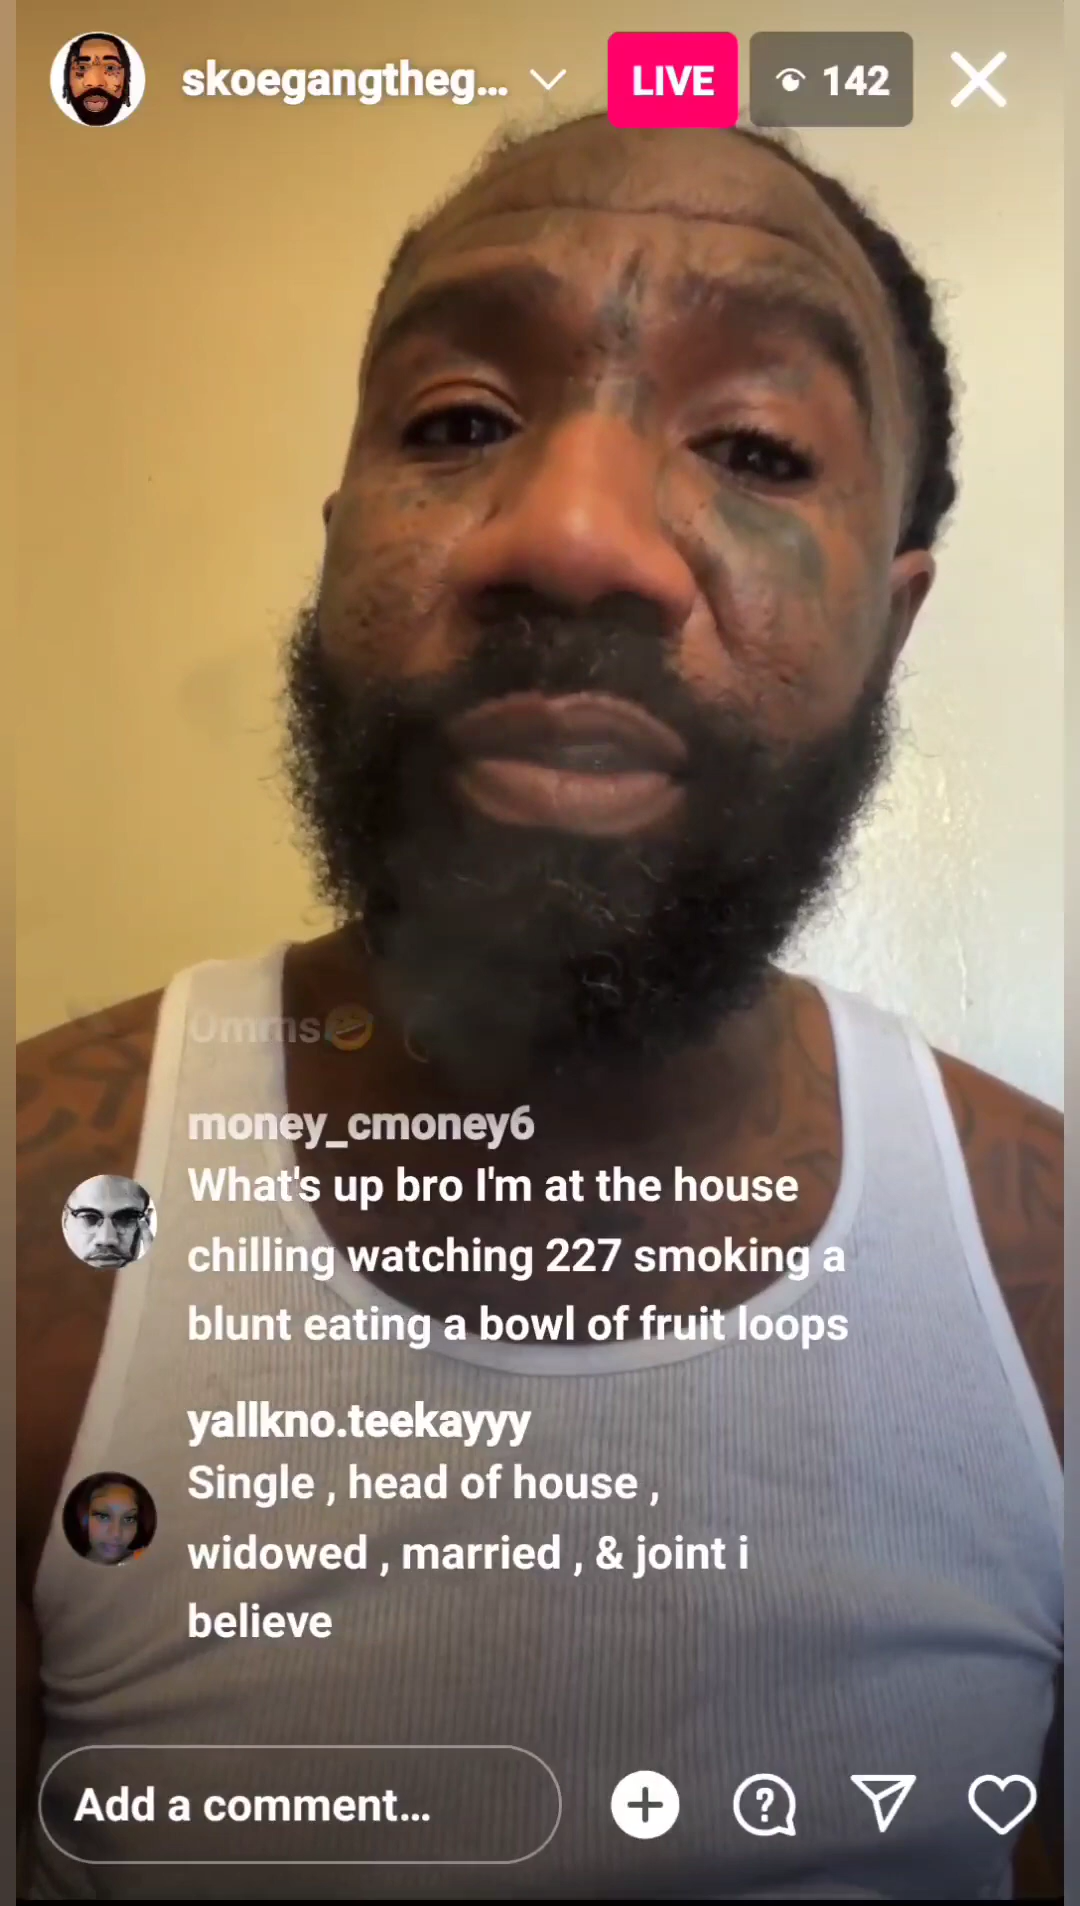 skoegangtheg...
LIVE
142
Omms🤣
money_cmoney6
What's up bro I'm at the house
chilling watching 227 smoking a
blunt eating a bowl of fruit loops
yallkno.teekayyy
Single , head of house ,
widowed , married , & joint i
believe
Add a comment...